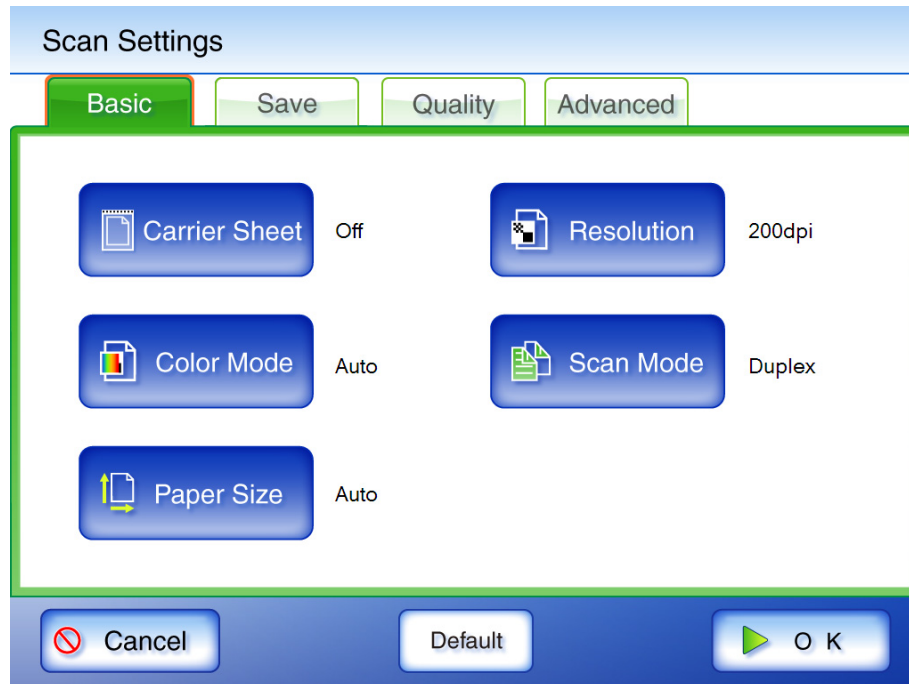 Scan Settings
Basic Save Quality Advanced
Carrier Sheet Off Resolution 200dpi
Color Mode Auto Scan Mode Duplex
Paper Size Auto
Cancel Default O K